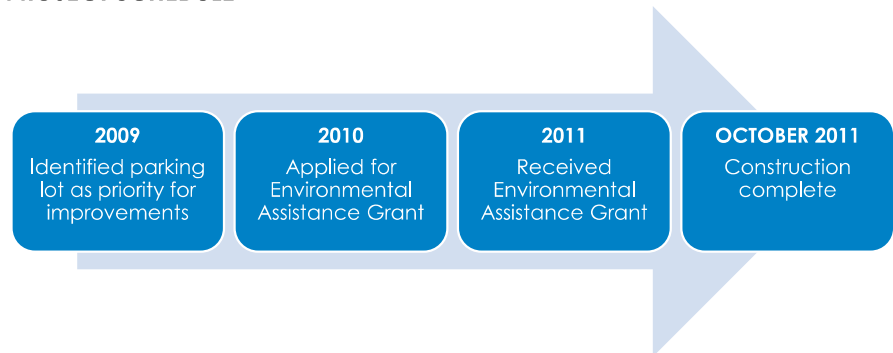 2009
Identified parking
lot as priority for
improvements
2010
Applied for
Environmental
Assistance Grant
2011
Received
Environmental
Assistance Grant
OCTOBER 2011
Construction
complete